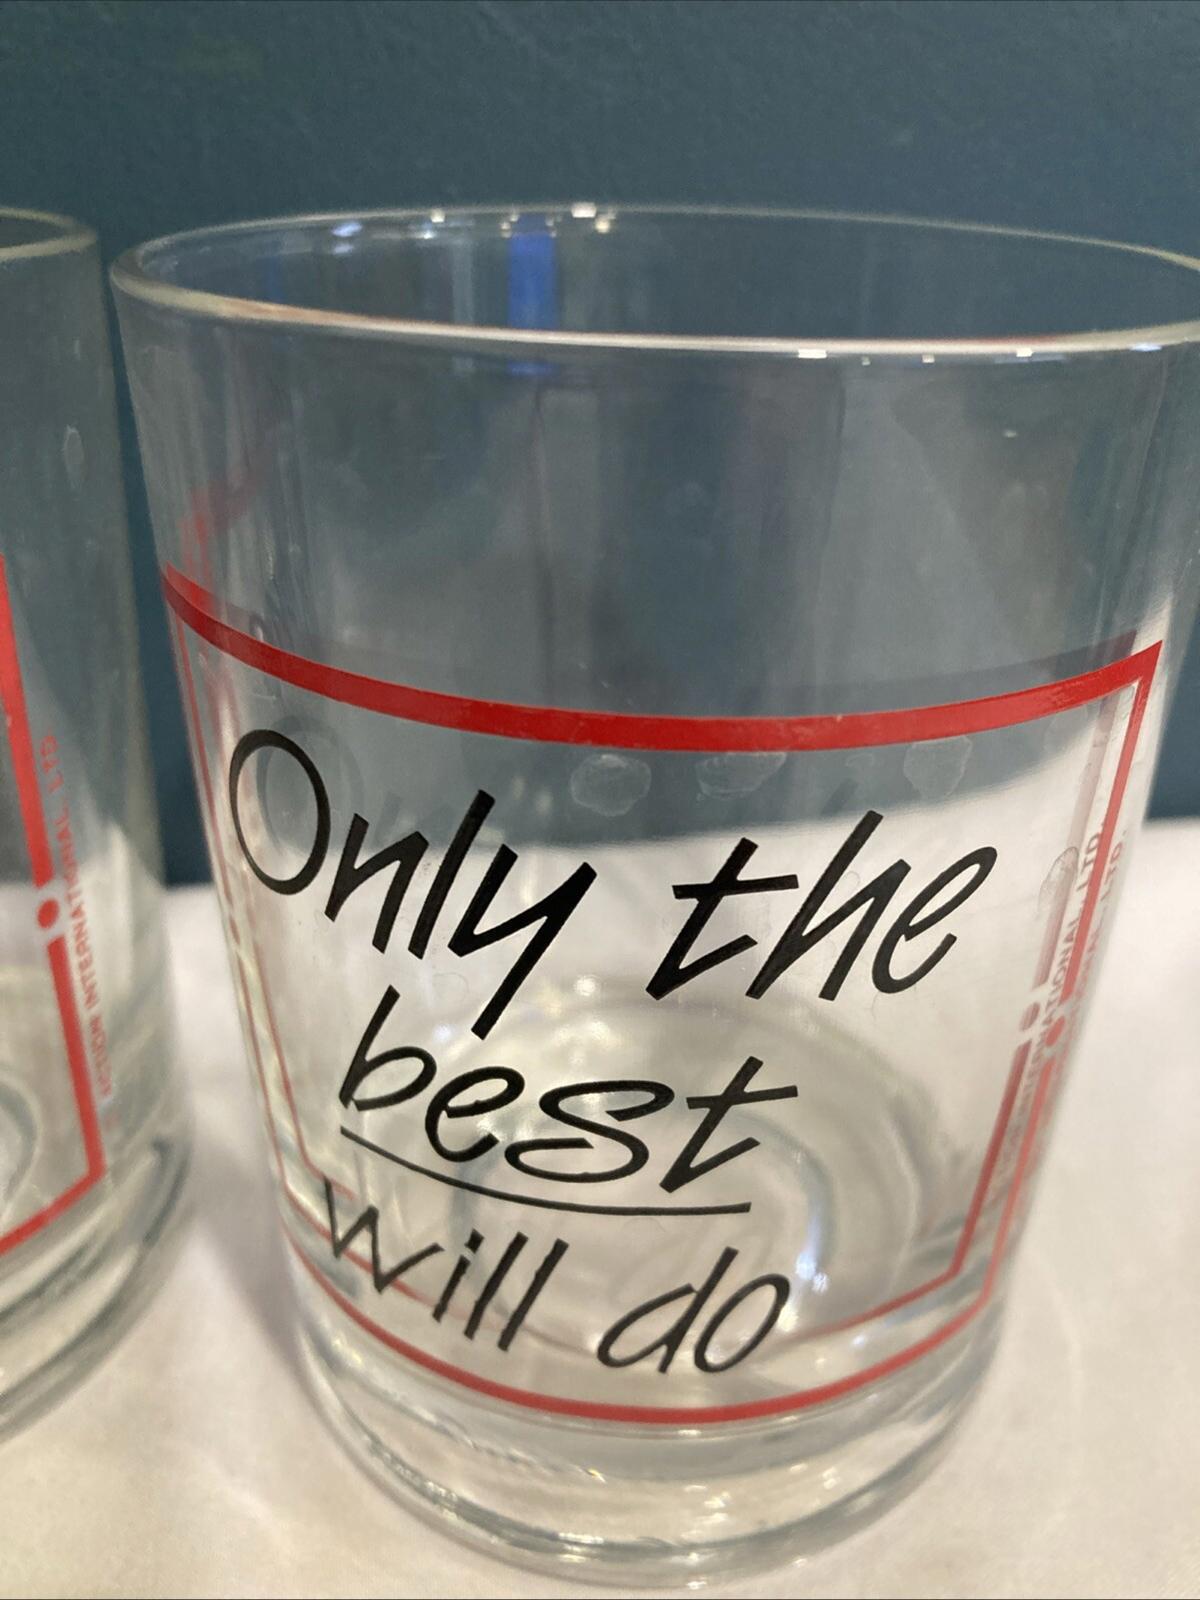 Only the
best
will do
INTERNATIONAL LTD.